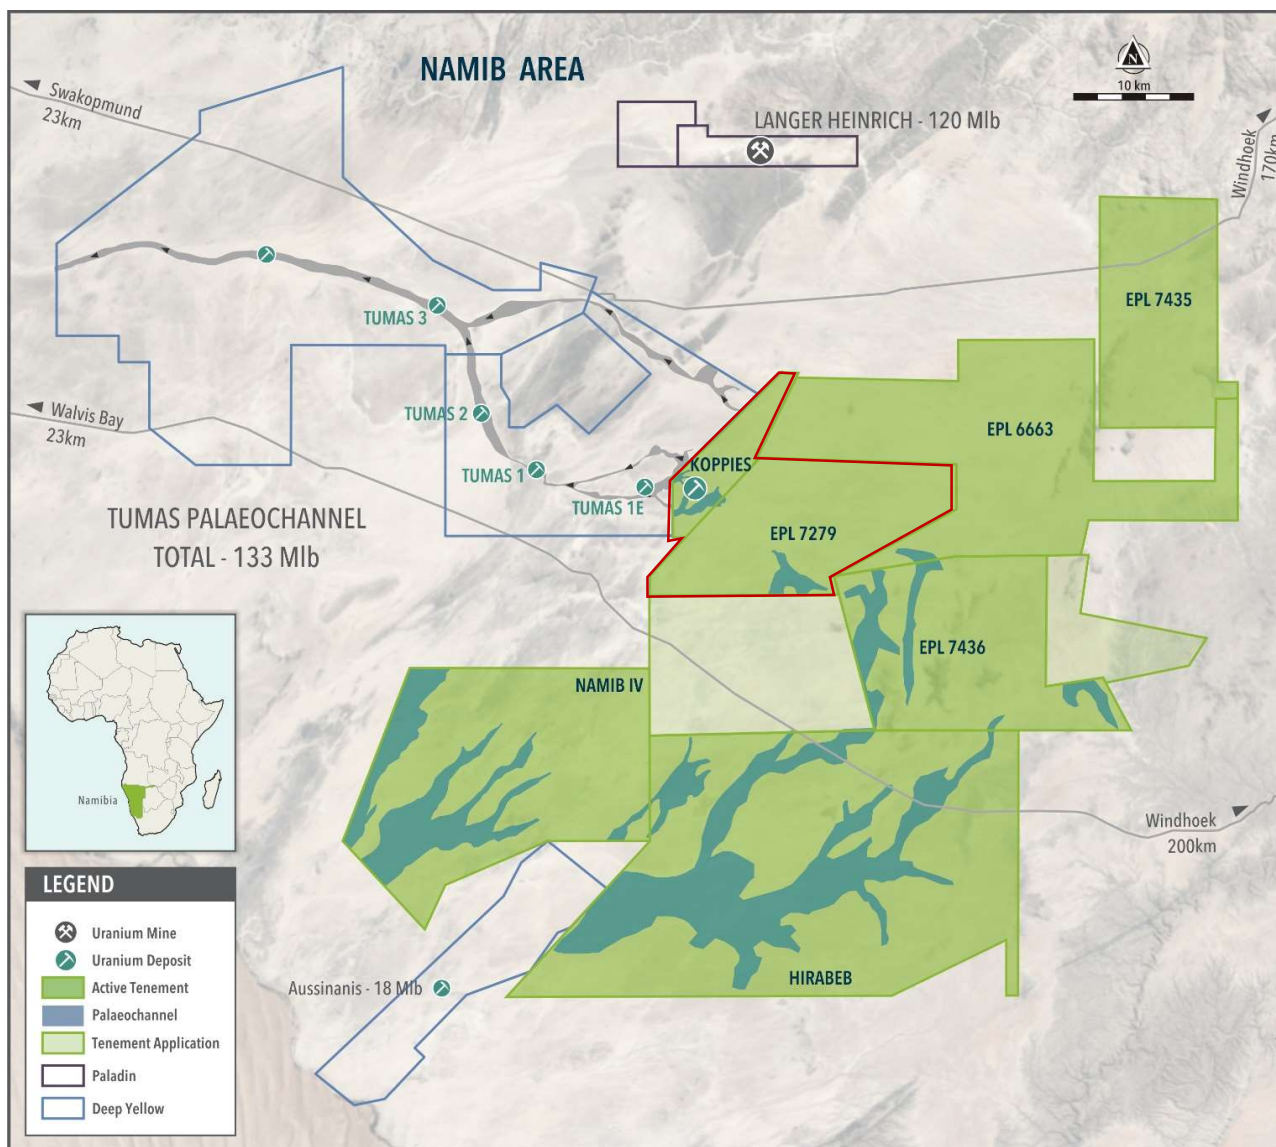 NAMIB AREA
N
10 km
Swakopmund
23km
LANGER HEINRICH - 120 Mlb
Windhoek
170km
EPL 7435
TUMAS 3
Walvis Bay
23km
TUMAS 2
EPL 6663
TUMAS 1
KOPPIES
TUMAS 1E
TUMAS PALAEOCHANNEL
TOTAL - 133 Mlb
EPL 7279
EPL 7436
NAMIB IV
Namibia
Windhoek
200km
HIRABEB
Aussinanis - 18 Mlb
LEGEND
Uranium Mine
Uranium Deposit
Active Tenement
Palaeochannel
Tenement Application
Paladin
Deep Yellow